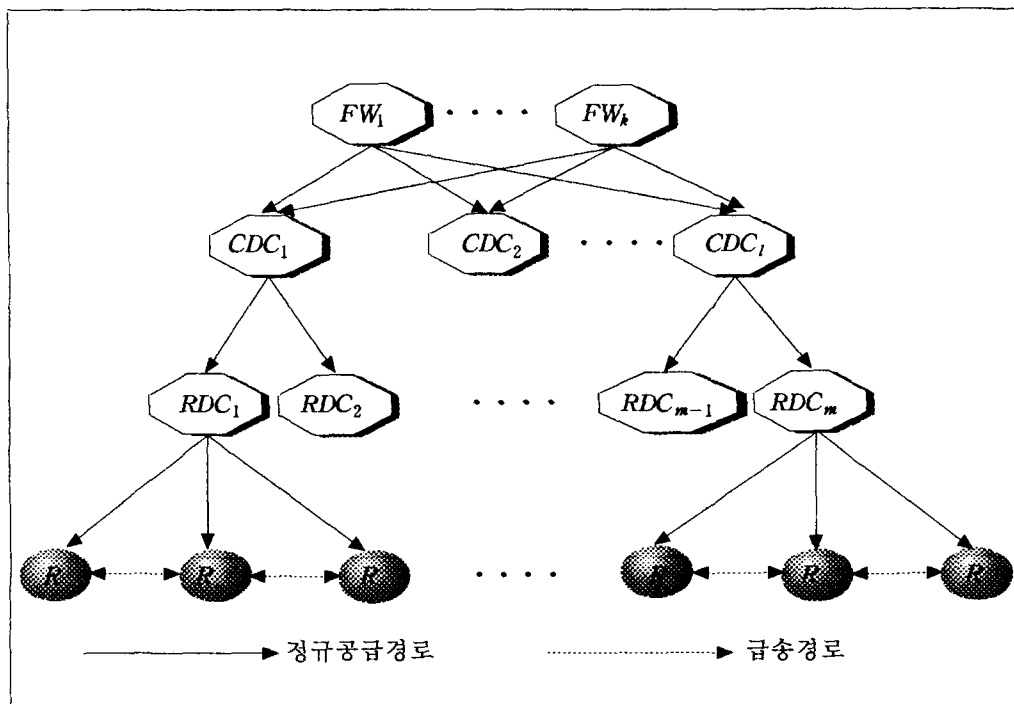 FW₁ · · · · FWₖ
CDC₁ CDC₂ · · · · CDCₗ
RDC₁ RDC₂ · · · · RDCₘ₋₁ RDCₘ
R R R · · · · R R R
정규공급경로 급송경로